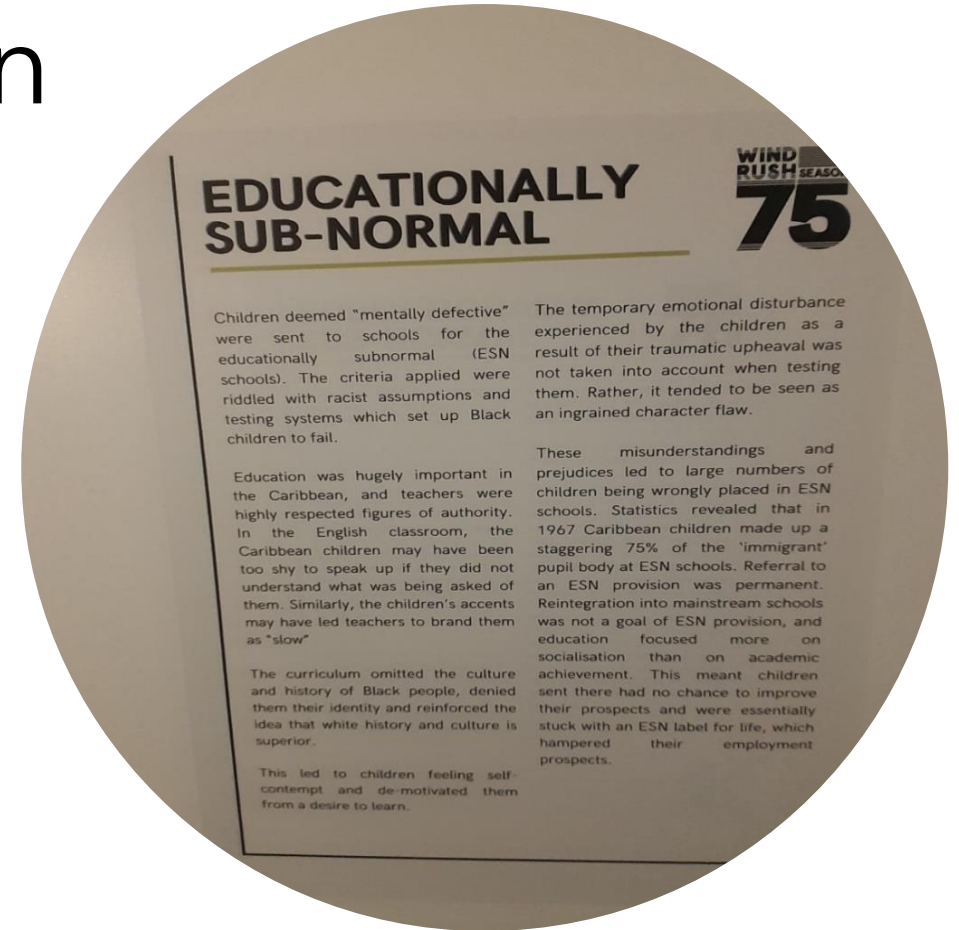 n
EDUCATIONALLY
SUB-NORMAL
WIND
RUSH SEASO
75
Children deemed "mentally defective"
were sent to schools for the
educationally subnormal (ESN
schools). The criteria applied were
riddled with racist assumptions and
testing systems which set up Black
children to fail.
Education was hugely important in
the Caribbean, and teachers were
highly respected figures of authority.
In the English classroom, the
Caribbean children may have been
too shy to speak up if they did not
understand what was being asked of
them. Similarly, the children's accents
may have led teachers to brand them
as "slow"
The curriculum omitted the culture
and history of Black people, denied
them their identity and reinforced the
idea that white history and culture is
superior.
This led to children feeling self-
contempt and de-motivated them
from a desire to learn.
The temporary emotional disturbance
experienced by the children as a
result of their traumatic upheaval was
not taken into account when testing
them. Rather, it tended to be seen as
an ingrained character flaw.
These misunderstandings and
prejudices led to large numbers of
children being wrongly placed in ESN
schools. Statistics revealed that in
1967 Caribbean children made up a
staggering 75% of the 'immigrant'
pupil body at ESN schools. Referral to
an ESN provision was permanent.
Reintegration into mainstream schools
was not a goal of ESN provision, and
education focused more on
socialisation than on academic
achievement. This meant children
sent there had no chance to improve
their prospects and were essentially
stuck with an ESN label for life, which
hampered their employment
prospects.